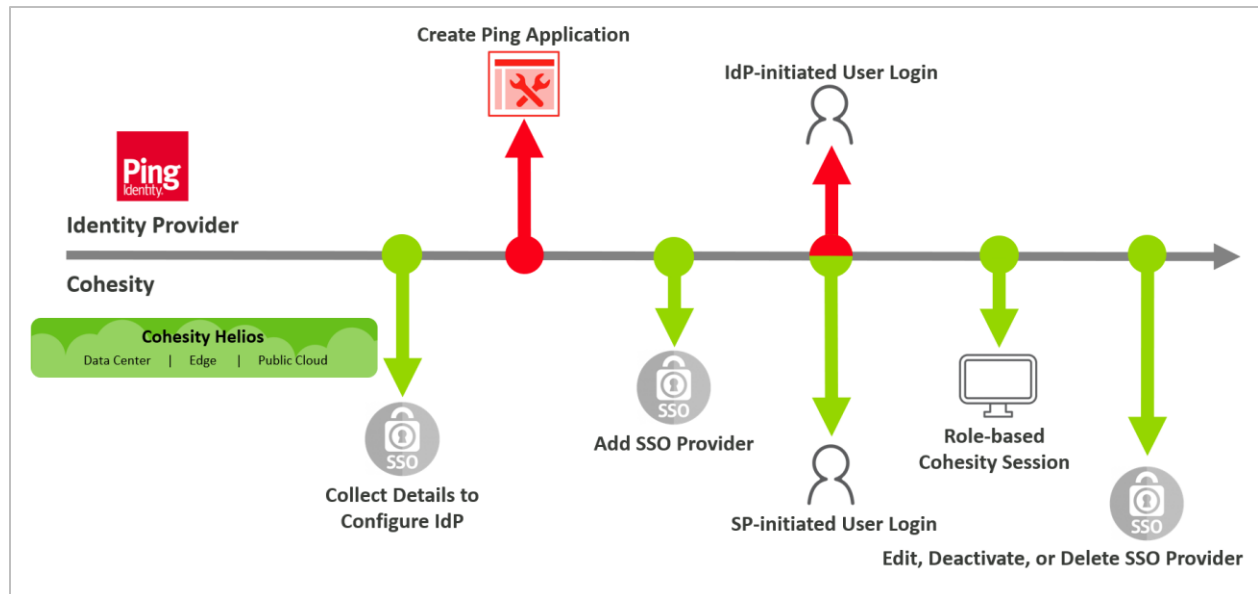 Create Ping Application
IdP-initiated User Login
Ping
Identity.
Identity Provider
Cohesity
Cohesity Helios
Data Center | Edge | Public Cloud
SSO
Collect Details to
Configure IdP
SSO
Add SSO Provider
SP-initiated User Login
Role-based
Cohesity Session
SSO
Edit, Deactivate, or Delete SSO Provider